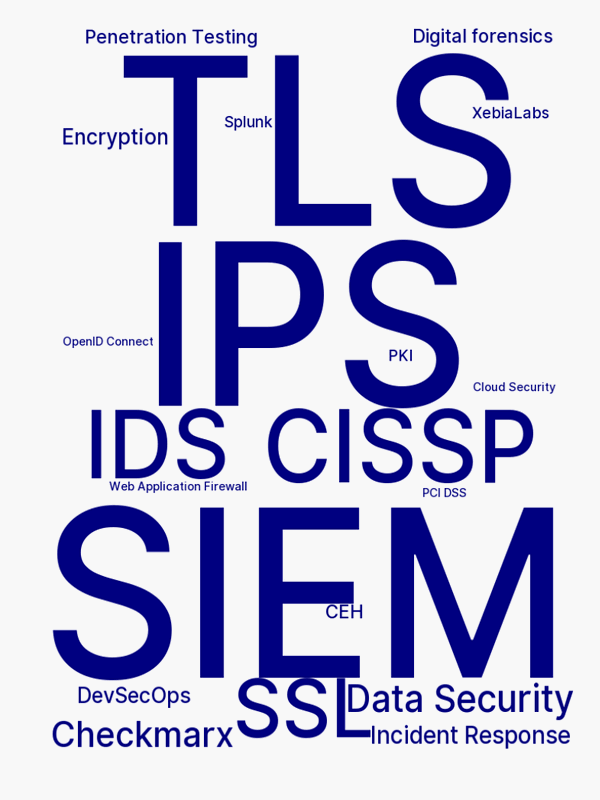 Penetration Testing
Digital forensics
TLS
XebiaLabs
Splunk
Encryption
IPS
OpenID Connect
PKI
Cloud Security
IDS
CISSP
Web Application Firewall
PCI DSS
SIEM
CEH
DevSecOps
SSL
Data Security
Checkmarx
Incident Response